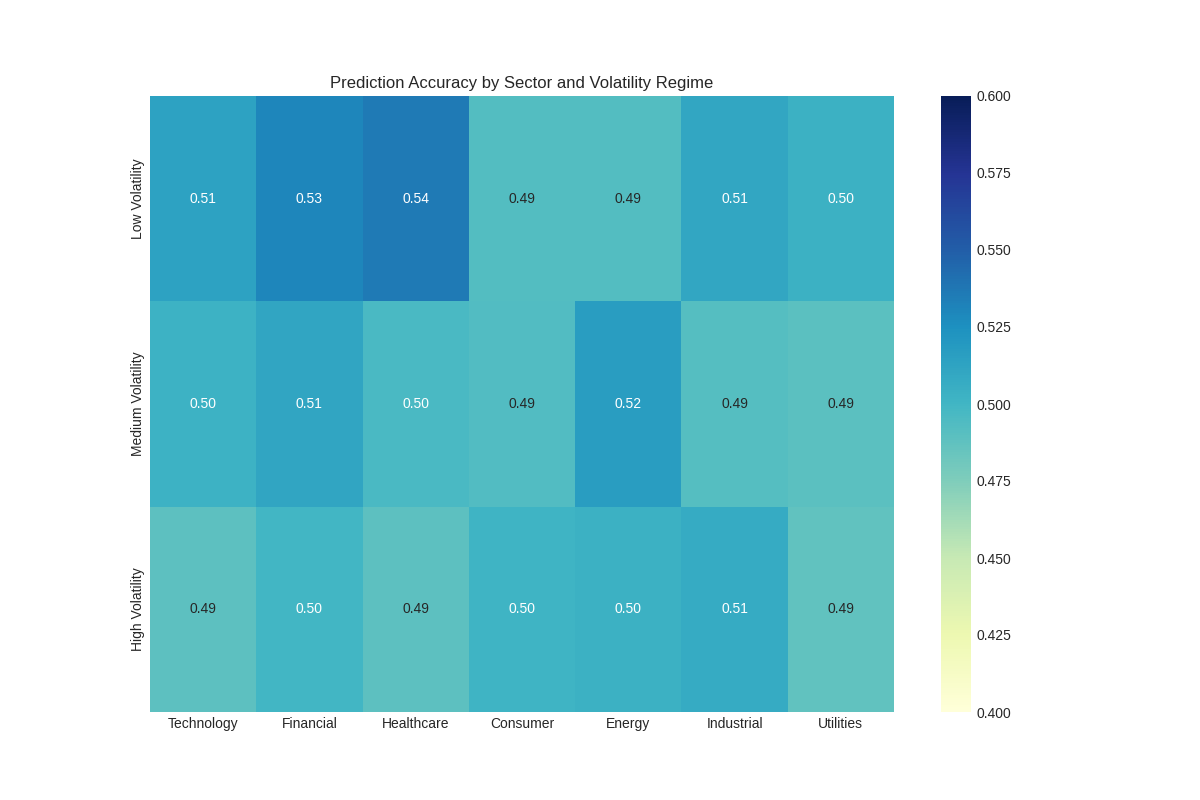 Prediction Accuracy by Sector and Volatility Regime
Low Volatility
0.51 0.53 0.54 0.49 0.49 0.51 0.50
Medium Volatility
0.50 0.51 0.50 0.49 0.52 0.49 0.49
High Volatility
0.49 0.50 0.49 0.50 0.50 0.51 0.49
Technology Financial Healthcare Consumer Energy Industrial Utilities
0.600
0.575
0.550
0.525
0.500
0.475
0.450
0.425
0.400